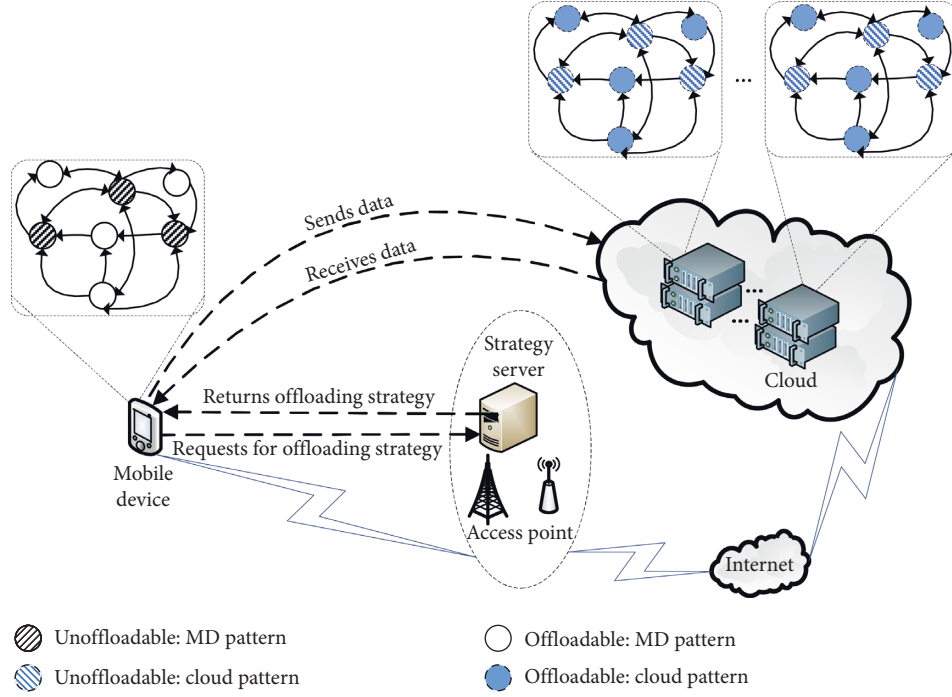 ...
Sends data
Receives data
...
...
Strategy
server
Cloud
Returns offloading strategy
Requests for offloading strategy
Mobile
device
Access point
Internet
Unoffloadable: MD pattern
Offloadable: MD pattern
Unoffloadable: cloud pattern
Offloadable: cloud pattern